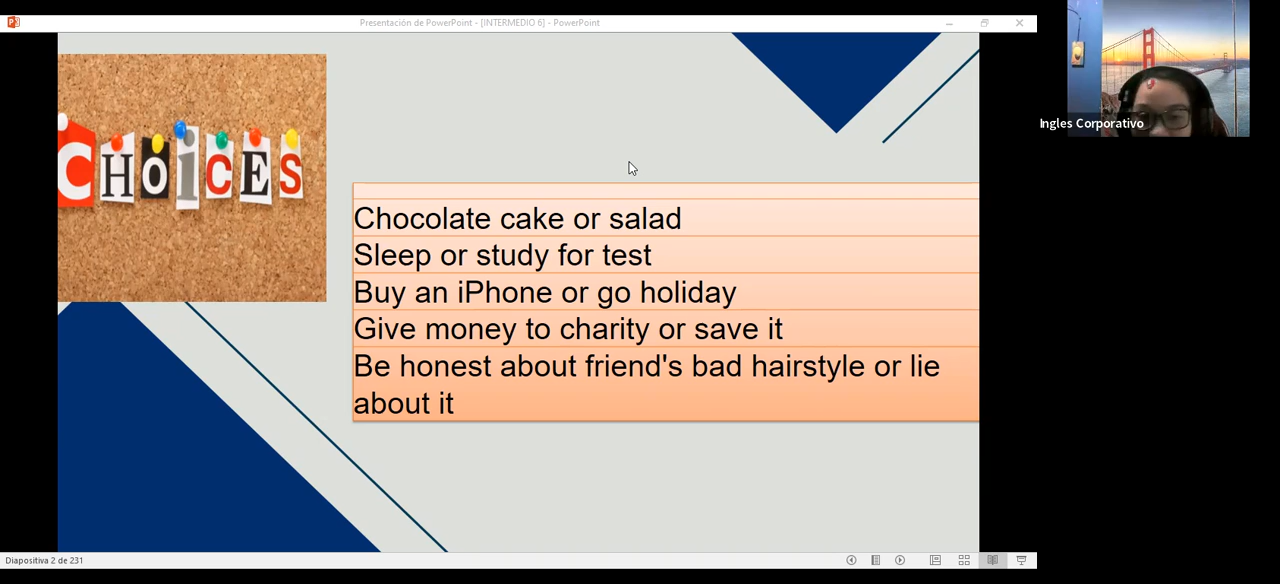 Presentación de PowerPoint - [INTERMEDIO 6] - PowerPoint
CHOiCES
Chocolate cake or salad
Sleep or study for test
Buy an iPhone or go holiday
Give money to charity or save it
Be honest about friend's bad hairstyle or lie
about it
Ingles Corporativo
Diapositiva 2 de 231